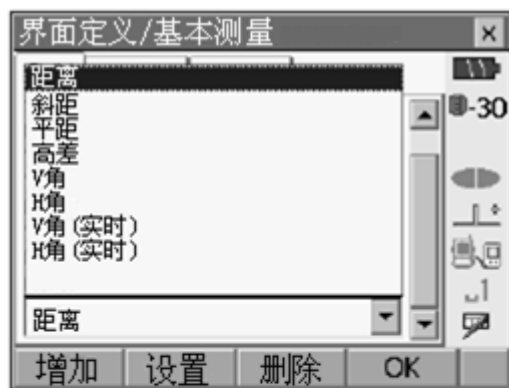 界面定义/基本测量
距离
斜距
平距
高差
V角
H角
V角(实时)
H角(实时)
距离
-30
1
增加 设置 删除 OK